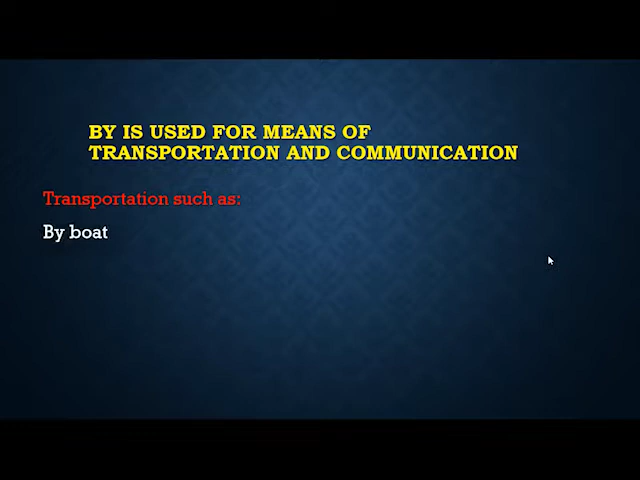 BY IS USED FOR MEANS OF
TRANSPORTATION AND COMMUNICATION
Transportation such as:
By boat